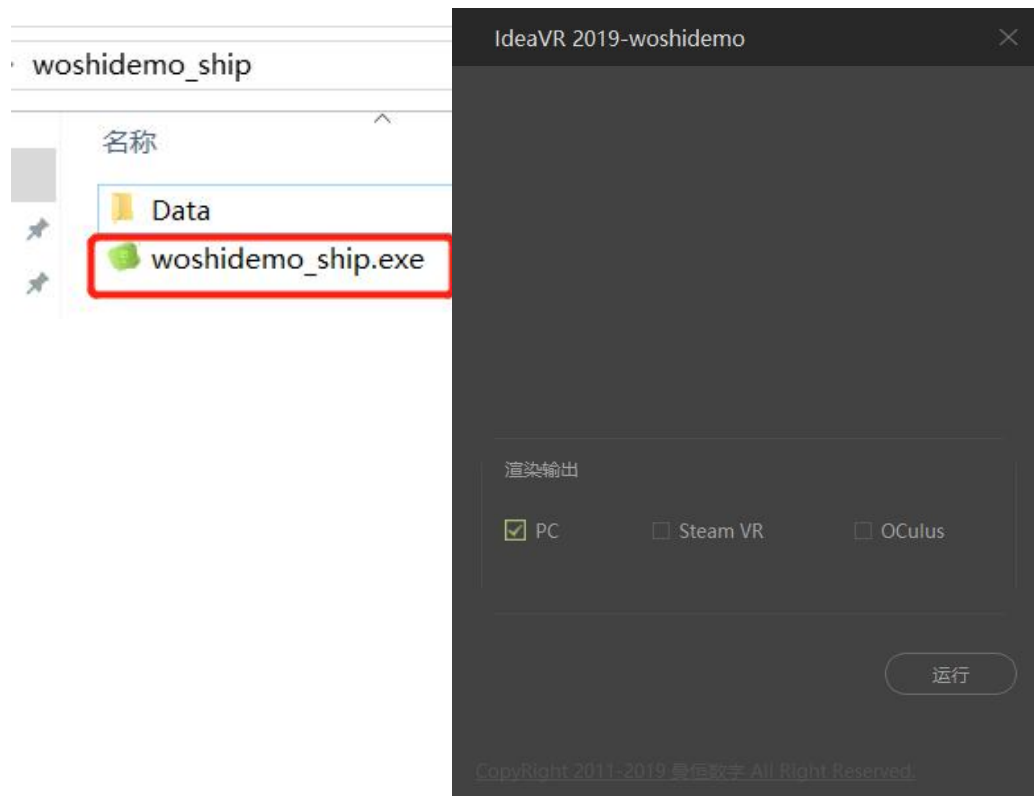 woshidemo_ship
名称
Data
woshidemo_ship.exe
IdeaVR 2019-woshidemo
渲染输出
PC
Steam VR
OCulus
运行
CopyRight 2011-2019 曼恒数字 All Right Reserved.